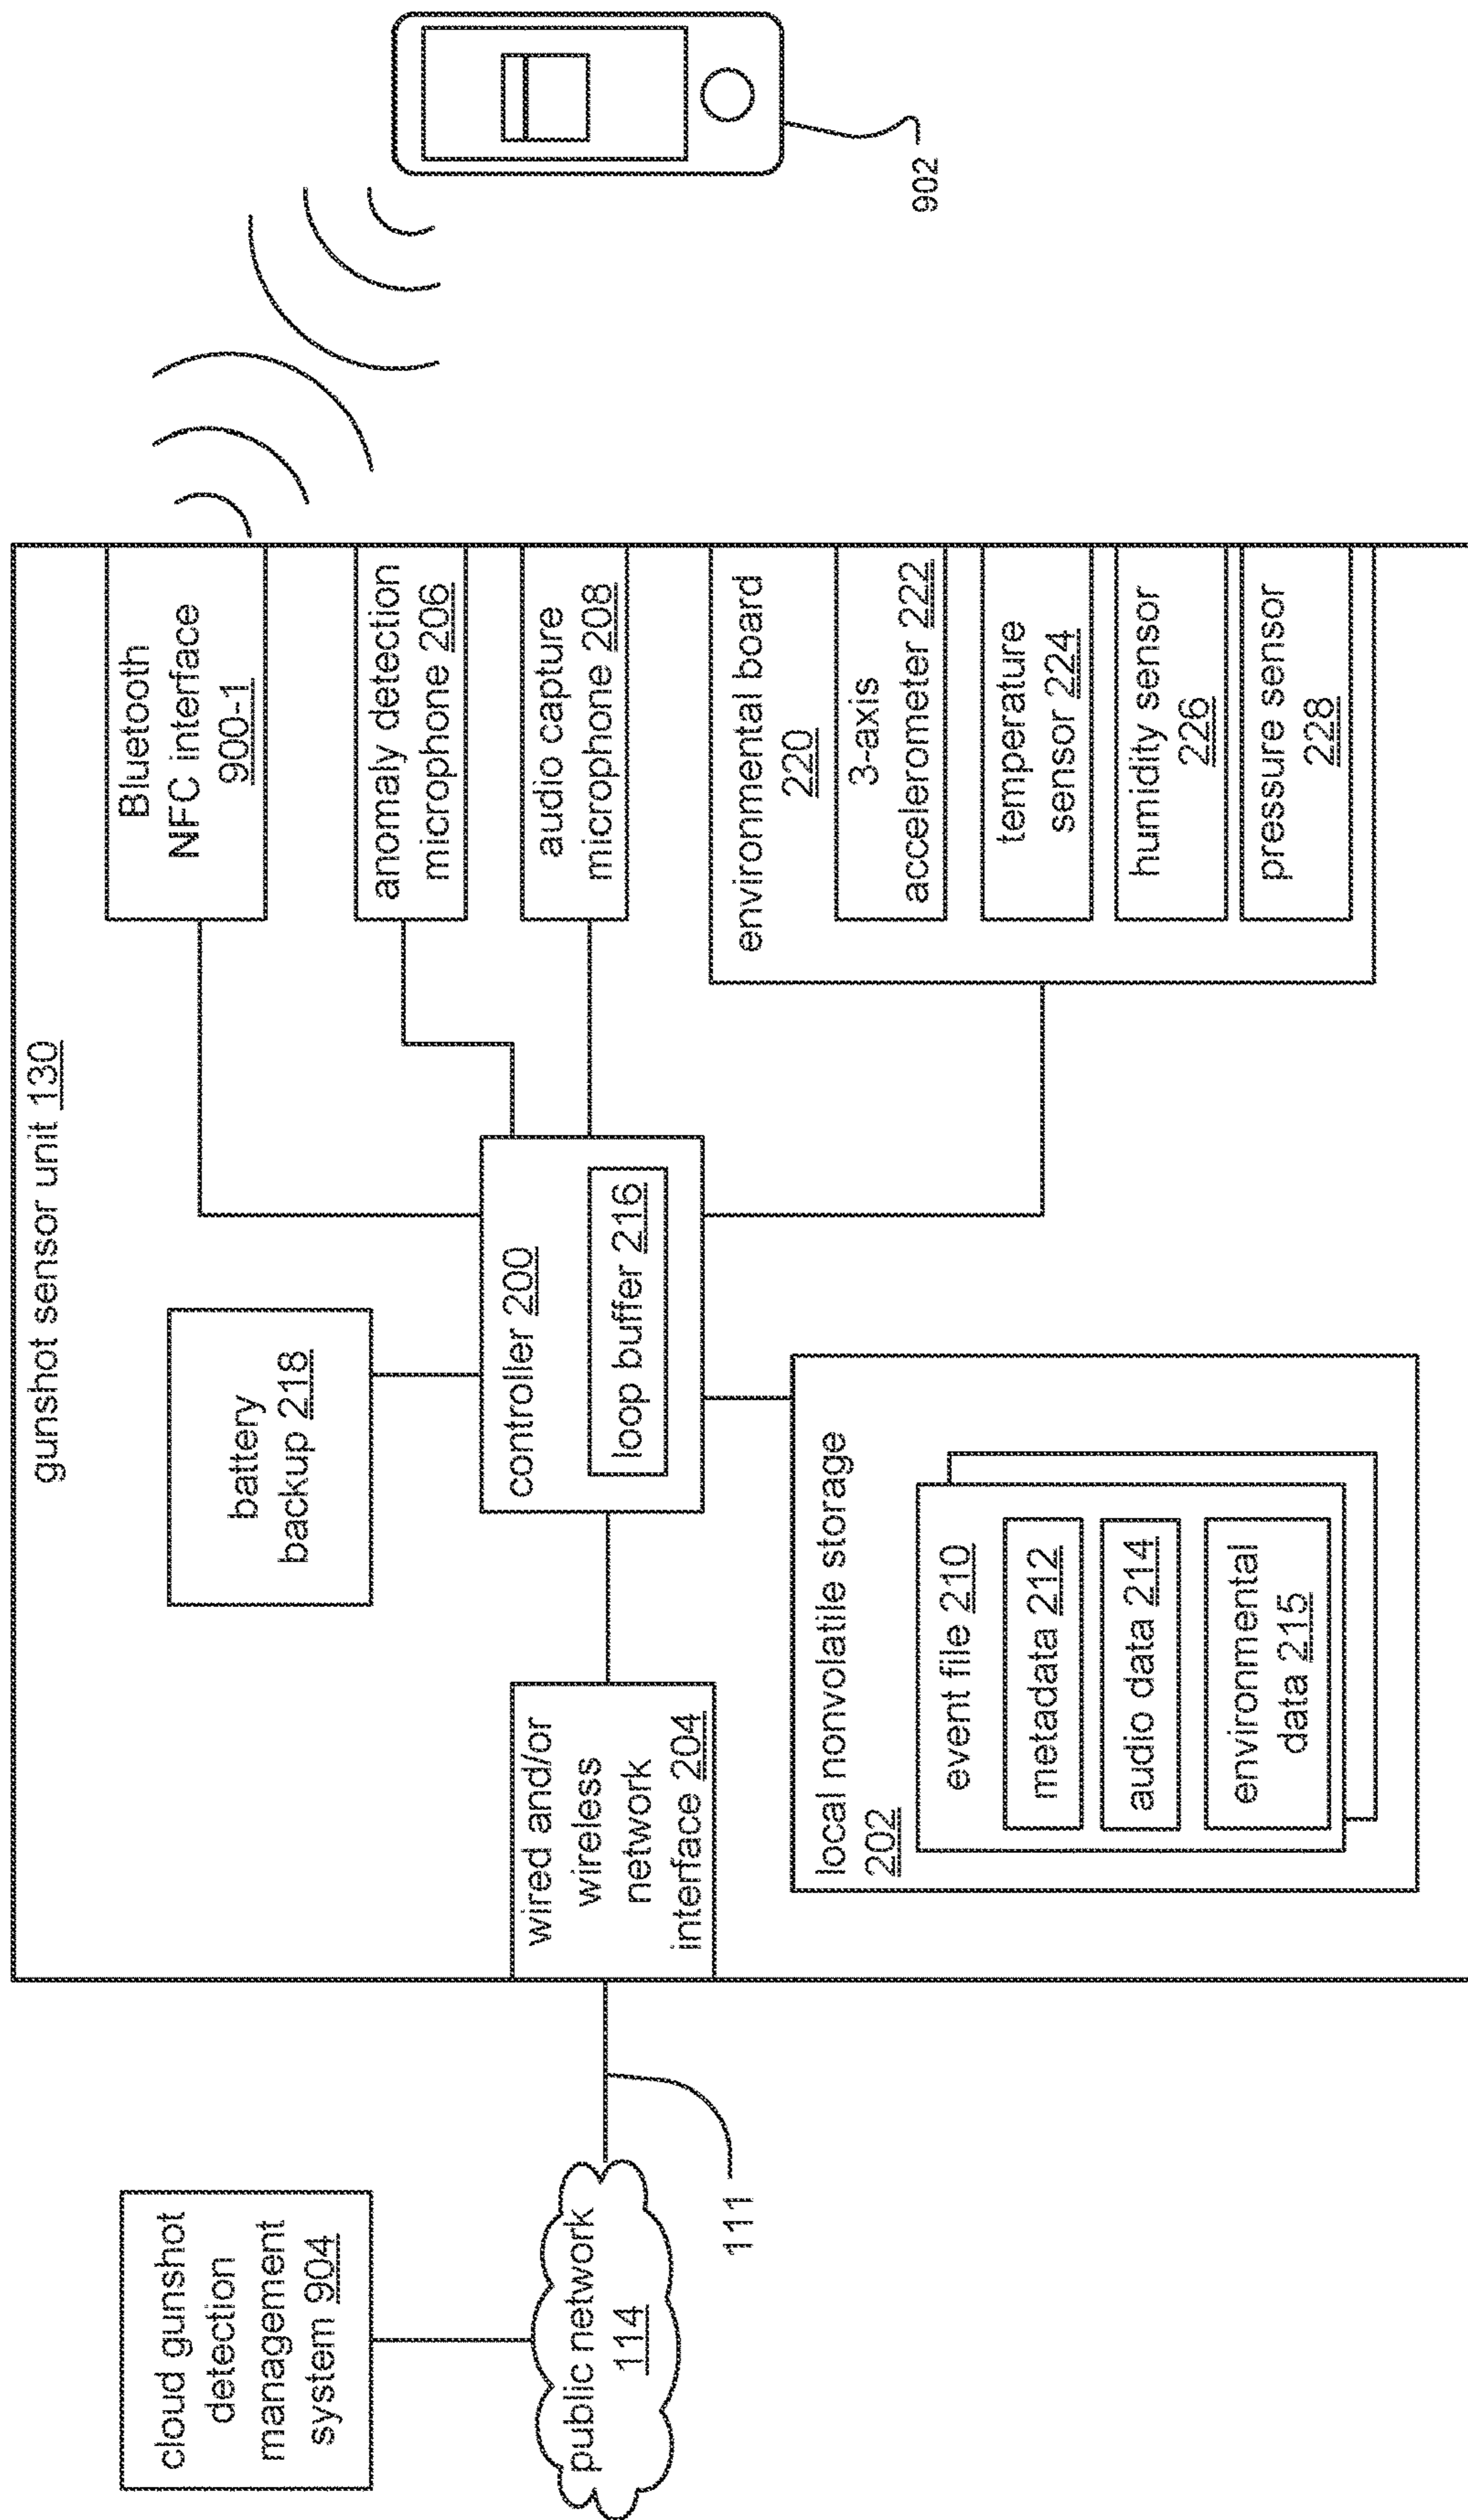 gunshot sensor unit 130
cloud gunshot
detection
management
system 904
public network
114
111
wired and/or
wireless
network
interface 204
battery
backup 218
controller 200
loop buffer 216
local nonvolatile storage
202
event file 210
metadata 212
audio data 214
environmental
data 215
Bluetooth
NFC interface
900-1
anomaly detection
microphone 206
audio capture
microphone 208
environmental board
220
3-axis
accelerometer 222
temperature
sensor 224
humidity sensor
226
pressure sensor
228
902